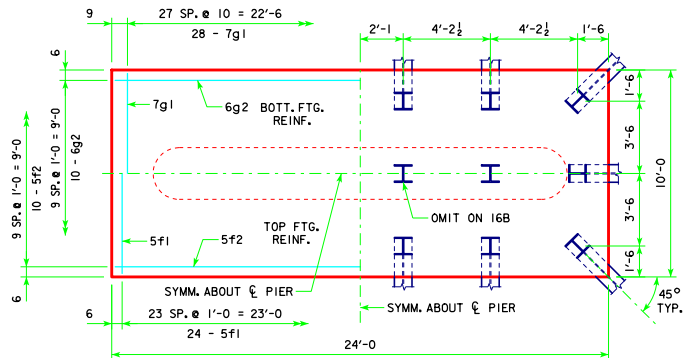 9
27 SP. @ 10 = 22'-6
28 - 7g1
2'-1
4'-2½
4'-2½
1'-6
6
7g1
6g2
BOTT. FTG.
REINF.
1'-6
3'-6
10'-0
3'-6
1'-6
9 SP. @ 1'-0 = 9'-0
10 - 5f2
9 SP. @ 1'-0 = 9'-0
10 - 6g2
OMIT ON 16B
TOP FTG.
REINF.
5f1
5f2
6
SYMM. ABOUT ℄ PIER
SYMM. ABOUT ℄ PIER
45°
TYP.
6
23 SP. @ 1'-0 = 23'-0
24 - 5f1
24'-0